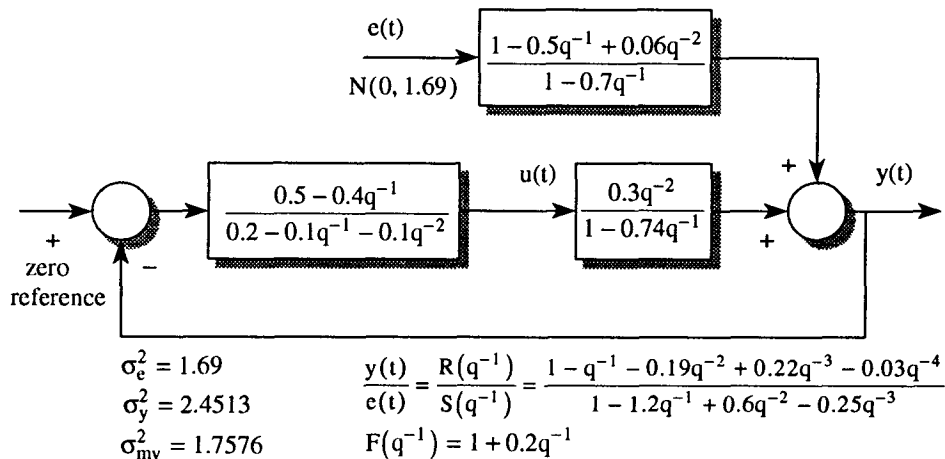 e(t)
N(0, 1.69)
1 – 0.5q⁻¹ + 0.06q⁻²
1 – 0.7q⁻¹
+
zero
reference
–
0.5 – 0.4q⁻¹
0.2 – 0.1q⁻¹ – 0.1q⁻²
u(t)
0.3q⁻²
1 – 0.74q⁻¹
+
+
y(t)
σ²ₑ = 1.69
σ²_y = 2.4513
σ²_mv = 1.7576
y(t)/e(t) = R(q⁻¹)/S(q⁻¹) = (1 – q⁻¹ – 0.19q⁻² + 0.22q⁻³ – 0.03q⁻⁴)/(1 – 1.2q⁻¹ + 0.6q⁻² – 0.25q⁻³)
F(q⁻¹) = 1 + 0.2q⁻¹